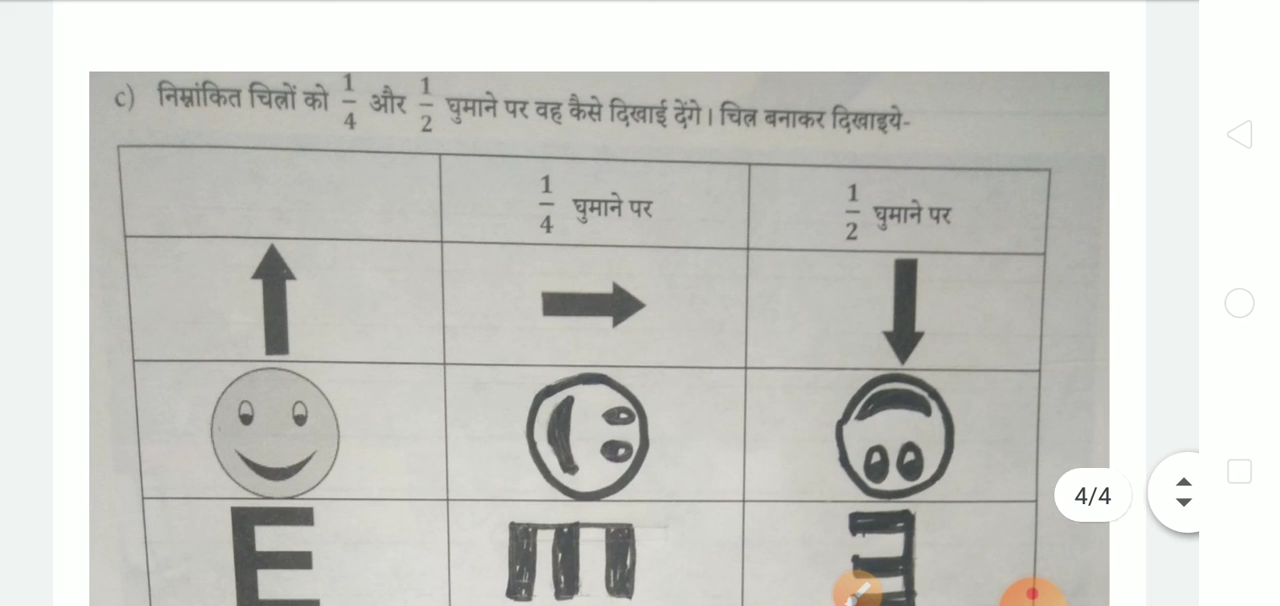 c) निम्नांकित चित्रों को 1/4 और 1/2 घुमाने पर वह कैसे दिखाई देंगे। चित्र बनाकर दिखाइये-
1/4 घुमाने पर
1/2 घुमाने पर
E
4/4